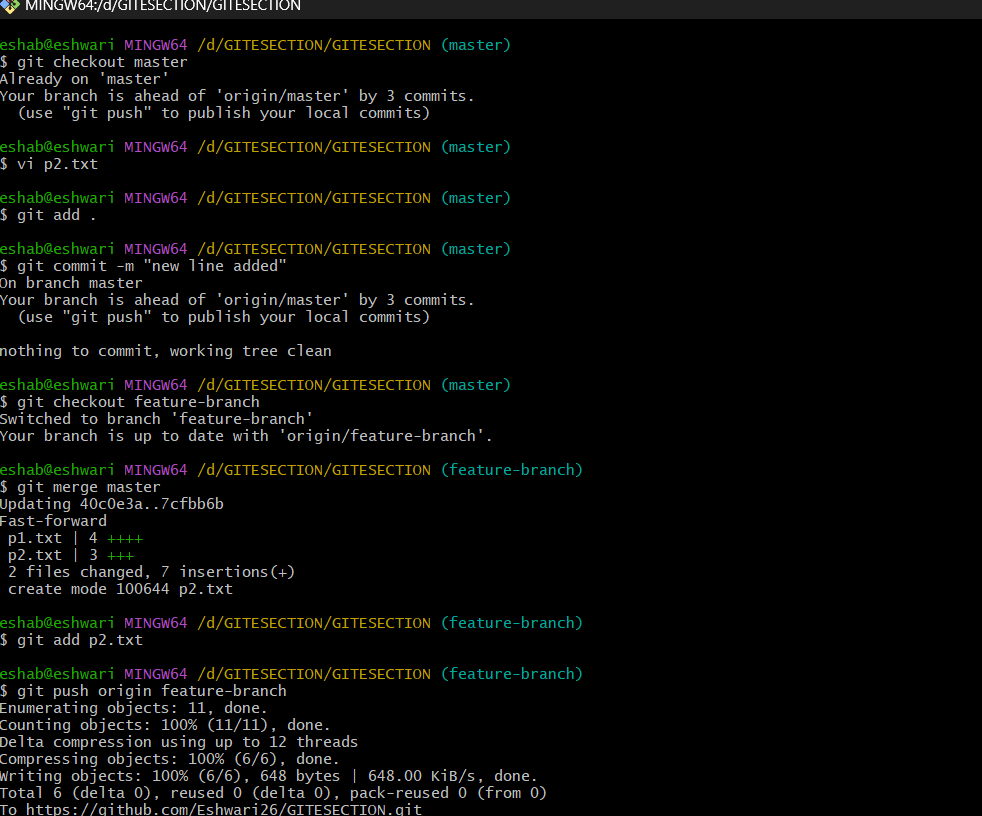 MINGW64:/d/GITESECTION/GITESECTION
eshab@eshwari MINGW64 /d/GITESECTION/GITESECTION (master)
$ git checkout master
Already on 'master'
Your branch is ahead of 'origin/master' by 3 commits.
  (use "git push" to publish your local commits)
eshab@eshwari MINGW64 /d/GITESECTION/GITESECTION (master)
$ vi p2.txt
eshab@eshwari MINGW64 /d/GITESECTION/GITESECTION (master)
$ git add .
eshab@eshwari MINGW64 /d/GITESECTION/GITESECTION (master)
$ git commit -m "new line added"
On branch master
Your branch is ahead of 'origin/master' by 3 commits.
  (use "git push" to publish your local commits)
nothing to commit, working tree clean
eshab@eshwari MINGW64 /d/GITESECTION/GITESECTION (master)
$ git checkout feature-branch
Switched to branch 'feature-branch'
Your branch is up to date with 'origin/feature-branch'.
eshab@eshwari MINGW64 /d/GITESECTION/GITESECTION (feature-branch)
$ git merge master
Updating 40c0e3a..7cfbb6b
Fast-forward
 p1.txt | 4 ++++
 p2.txt | 3 +++
 2 files changed, 7 insertions(+)
 create mode 100644 p2.txt
eshab@eshwari MINGW64 /d/GITESECTION/GITESECTION (feature-branch)
$ git add p2.txt
eshab@eshwari MINGW64 /d/GITESECTION/GITESECTION (feature-branch)
$ git push origin feature-branch
Enumerating objects: 11, done.
Counting objects: 100% (11/11), done.
Delta compression using up to 12 threads
Compressing objects: 100% (6/6), done.
Writing objects: 100% (6/6), 648 bytes | 648.00 KiB/s, done.
Total 6 (delta 0), reused 0 (delta 0), pack-reused 0 (from 0)
To https://github.com/Eshwari26/GITESECTION.git